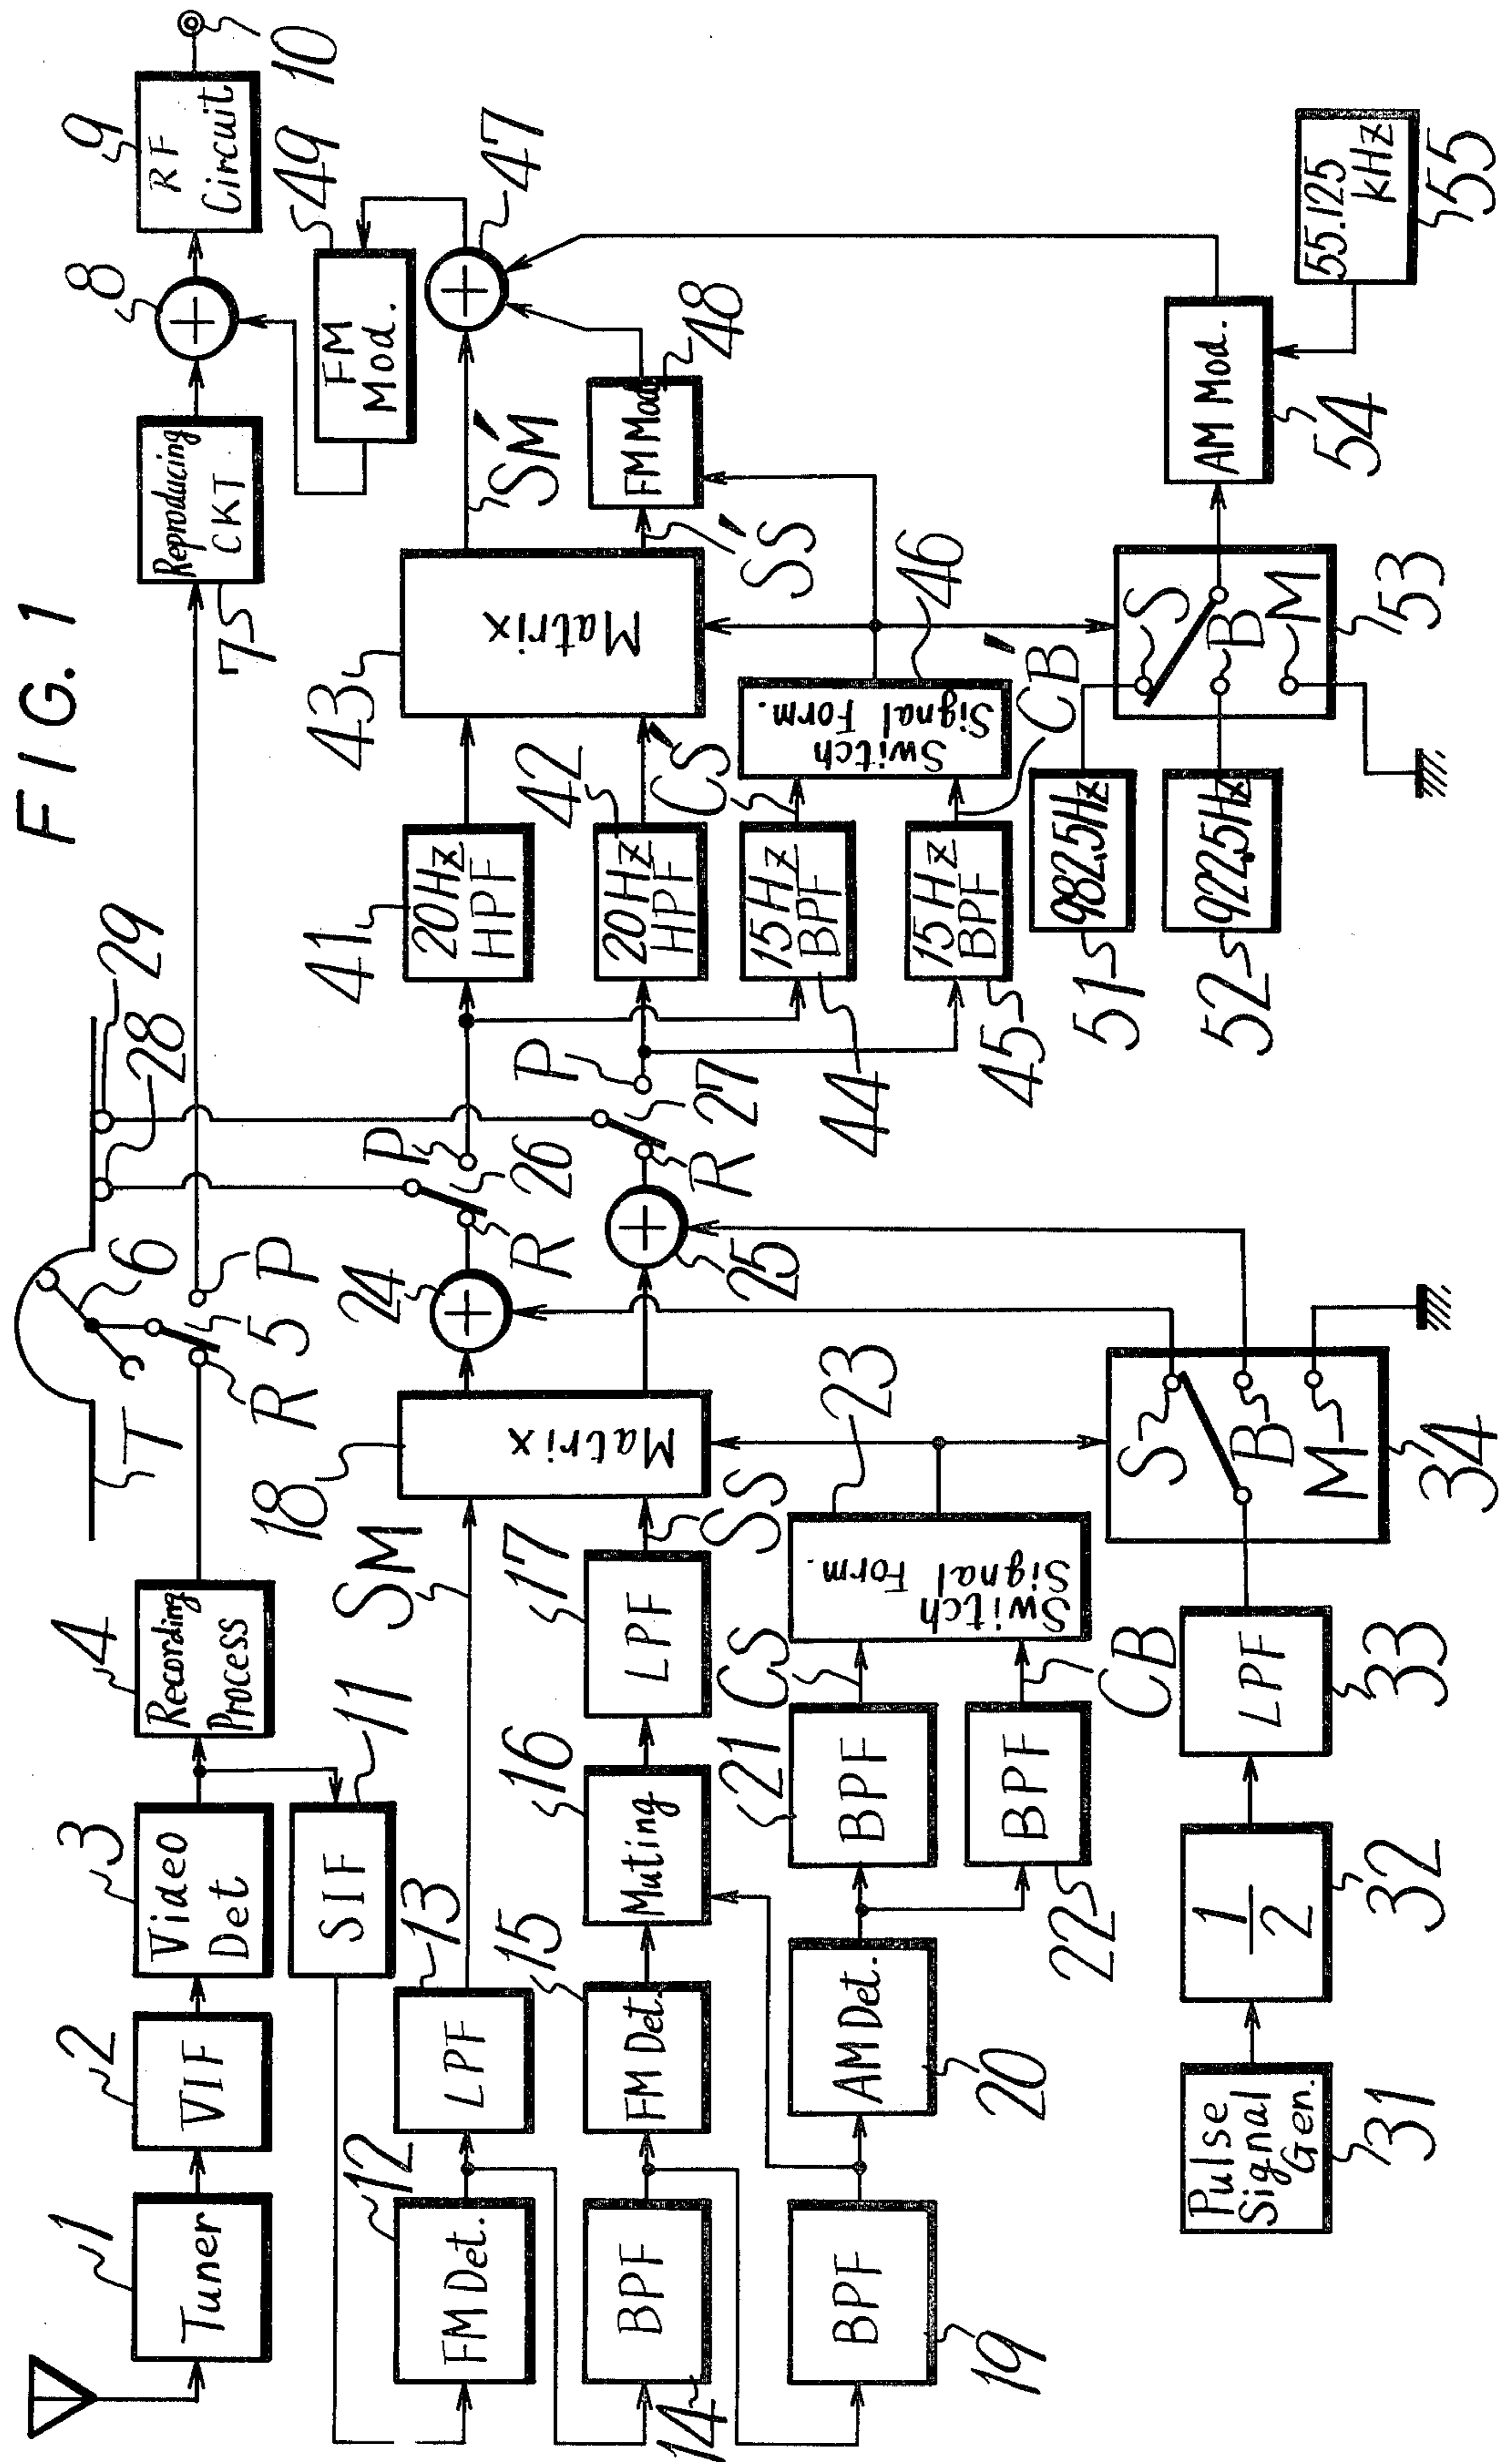 FIG. 1
1
Tuner
2
VIF
3
Video
Det
4
Recording
Process
T
R
5
P
6
28
29
7
Reproducing
CKT
8
9
RF
Circuit
10
11
SIF
12
FM Det.
13
LPF
SM
18
Matrix
24
R
26
P
41
20Hz
HPF
43
Matrix
S'M
47
49
FM
Mod.
14
BPF
15
FM Det.
16
Muting
17
LPF
SS
25
R
27
P
42
20Hz
HPF
C'S
S'S
48
FM Mod
19
BPF
20
AM Det.
21
BPF
CS
22
BPF
CB
23
Switch
Signal Form.
44
15Hz
BPF
45
15Hz
BPF
C'B
46
Switch
Signal Form.
31
Pulse
Signal
Gen.
32
1
2
33
LPF
34
S
B
M
51
982.5Hz
52
922.5Hz
53
S
B
M
54
AM Mod.
55
55.125
kHz